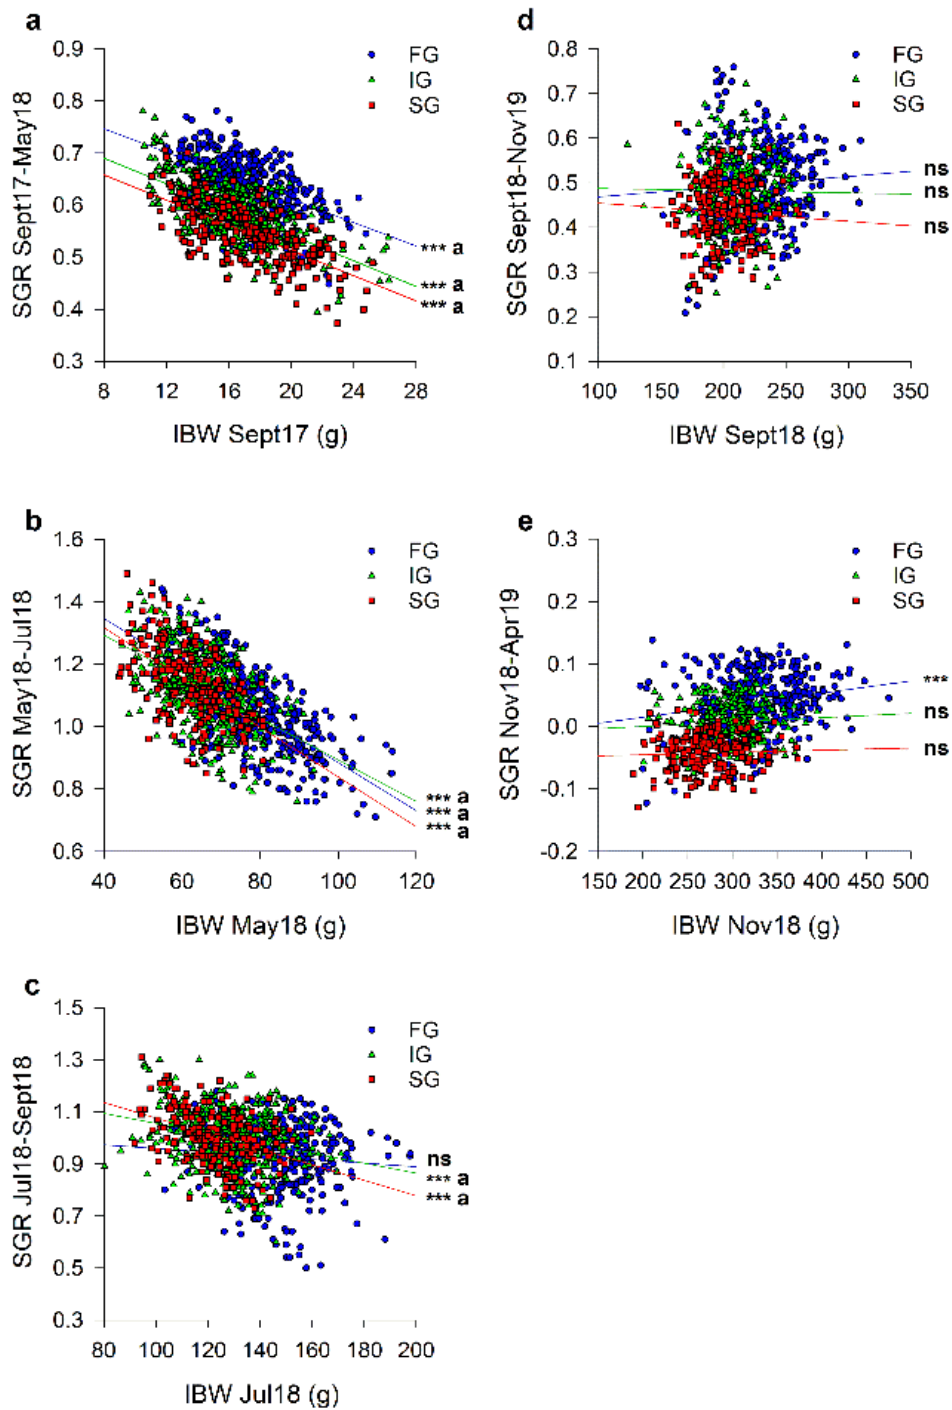 a
FG
IG
SG
0.9
0.8
0.7
0.6
0.5
0.4
0.3
SGR Sept17-May18
*** a
*** a
*** a
8 12 16 20 24 28
IBW Sept17 (g)
d
FG
IG
SG
0.8
0.7
0.6
0.5
0.4
0.3
0.2
0.1
SGR Sept18-Nov19
ns
ns
ns
100 150 200 250 300 350
IBW Sept18 (g)
b
FG
IG
SG
1.6
1.4
1.2
1.0
0.8
0.6
SGR May18-Jul18
*** a
*** a
*** a
40 60 80 100 120
IBW May18 (g)
e
FG
IG
SG
0.3
0.2
0.1
0.0
-0.1
-0.2
SGR Nov18-Apr19
***
ns
ns
150 200 250 300 350 400 450 500
IBW Nov18 (g)
c
FG
IG
SG
1.5
1.3
1.1
0.9
0.7
0.5
0.3
SGR Jul18-Sept18
ns
*** a
*** a
80 100 120 140 160 180 200
IBW Jul18 (g)